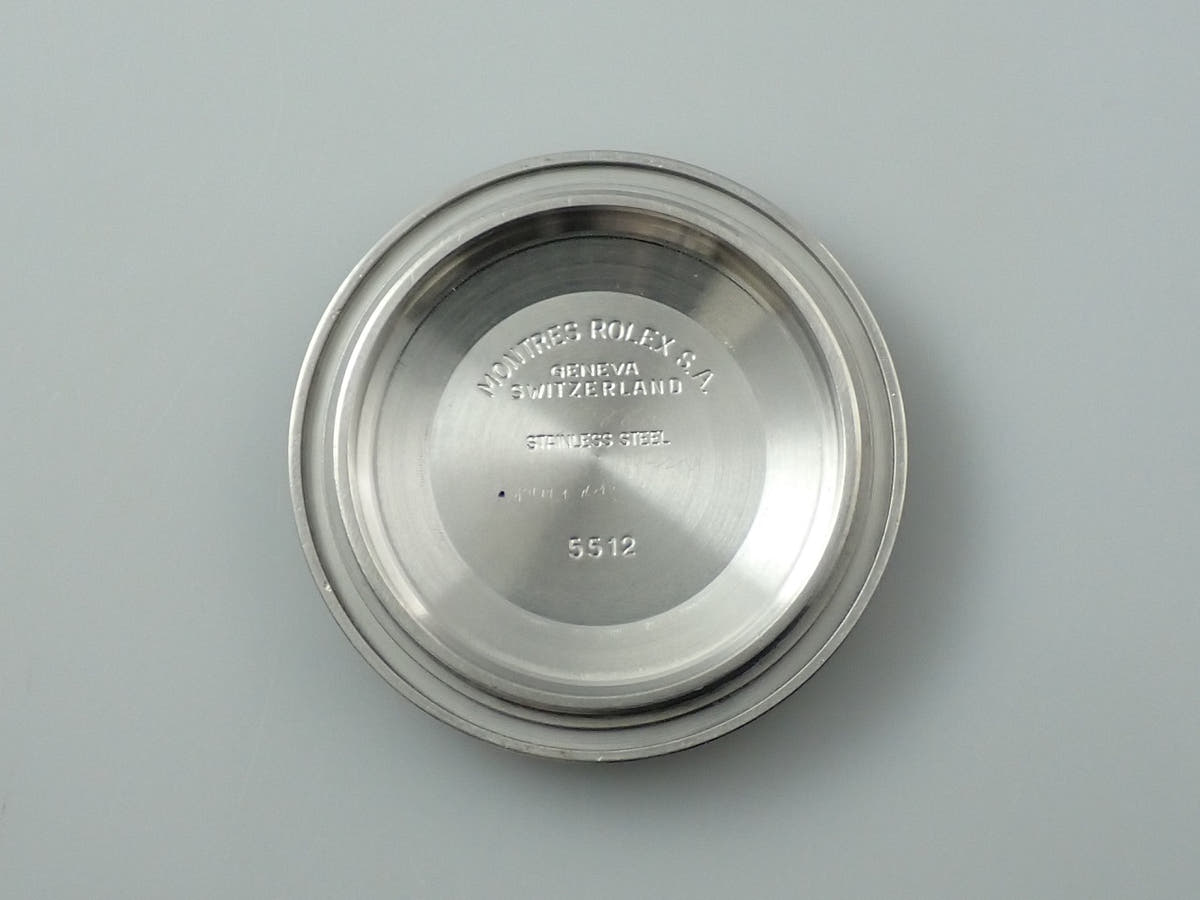 MONTRES ROLEX S.A.
GENEVA
SWITZERLAND
STAINLESS STEEL
5512